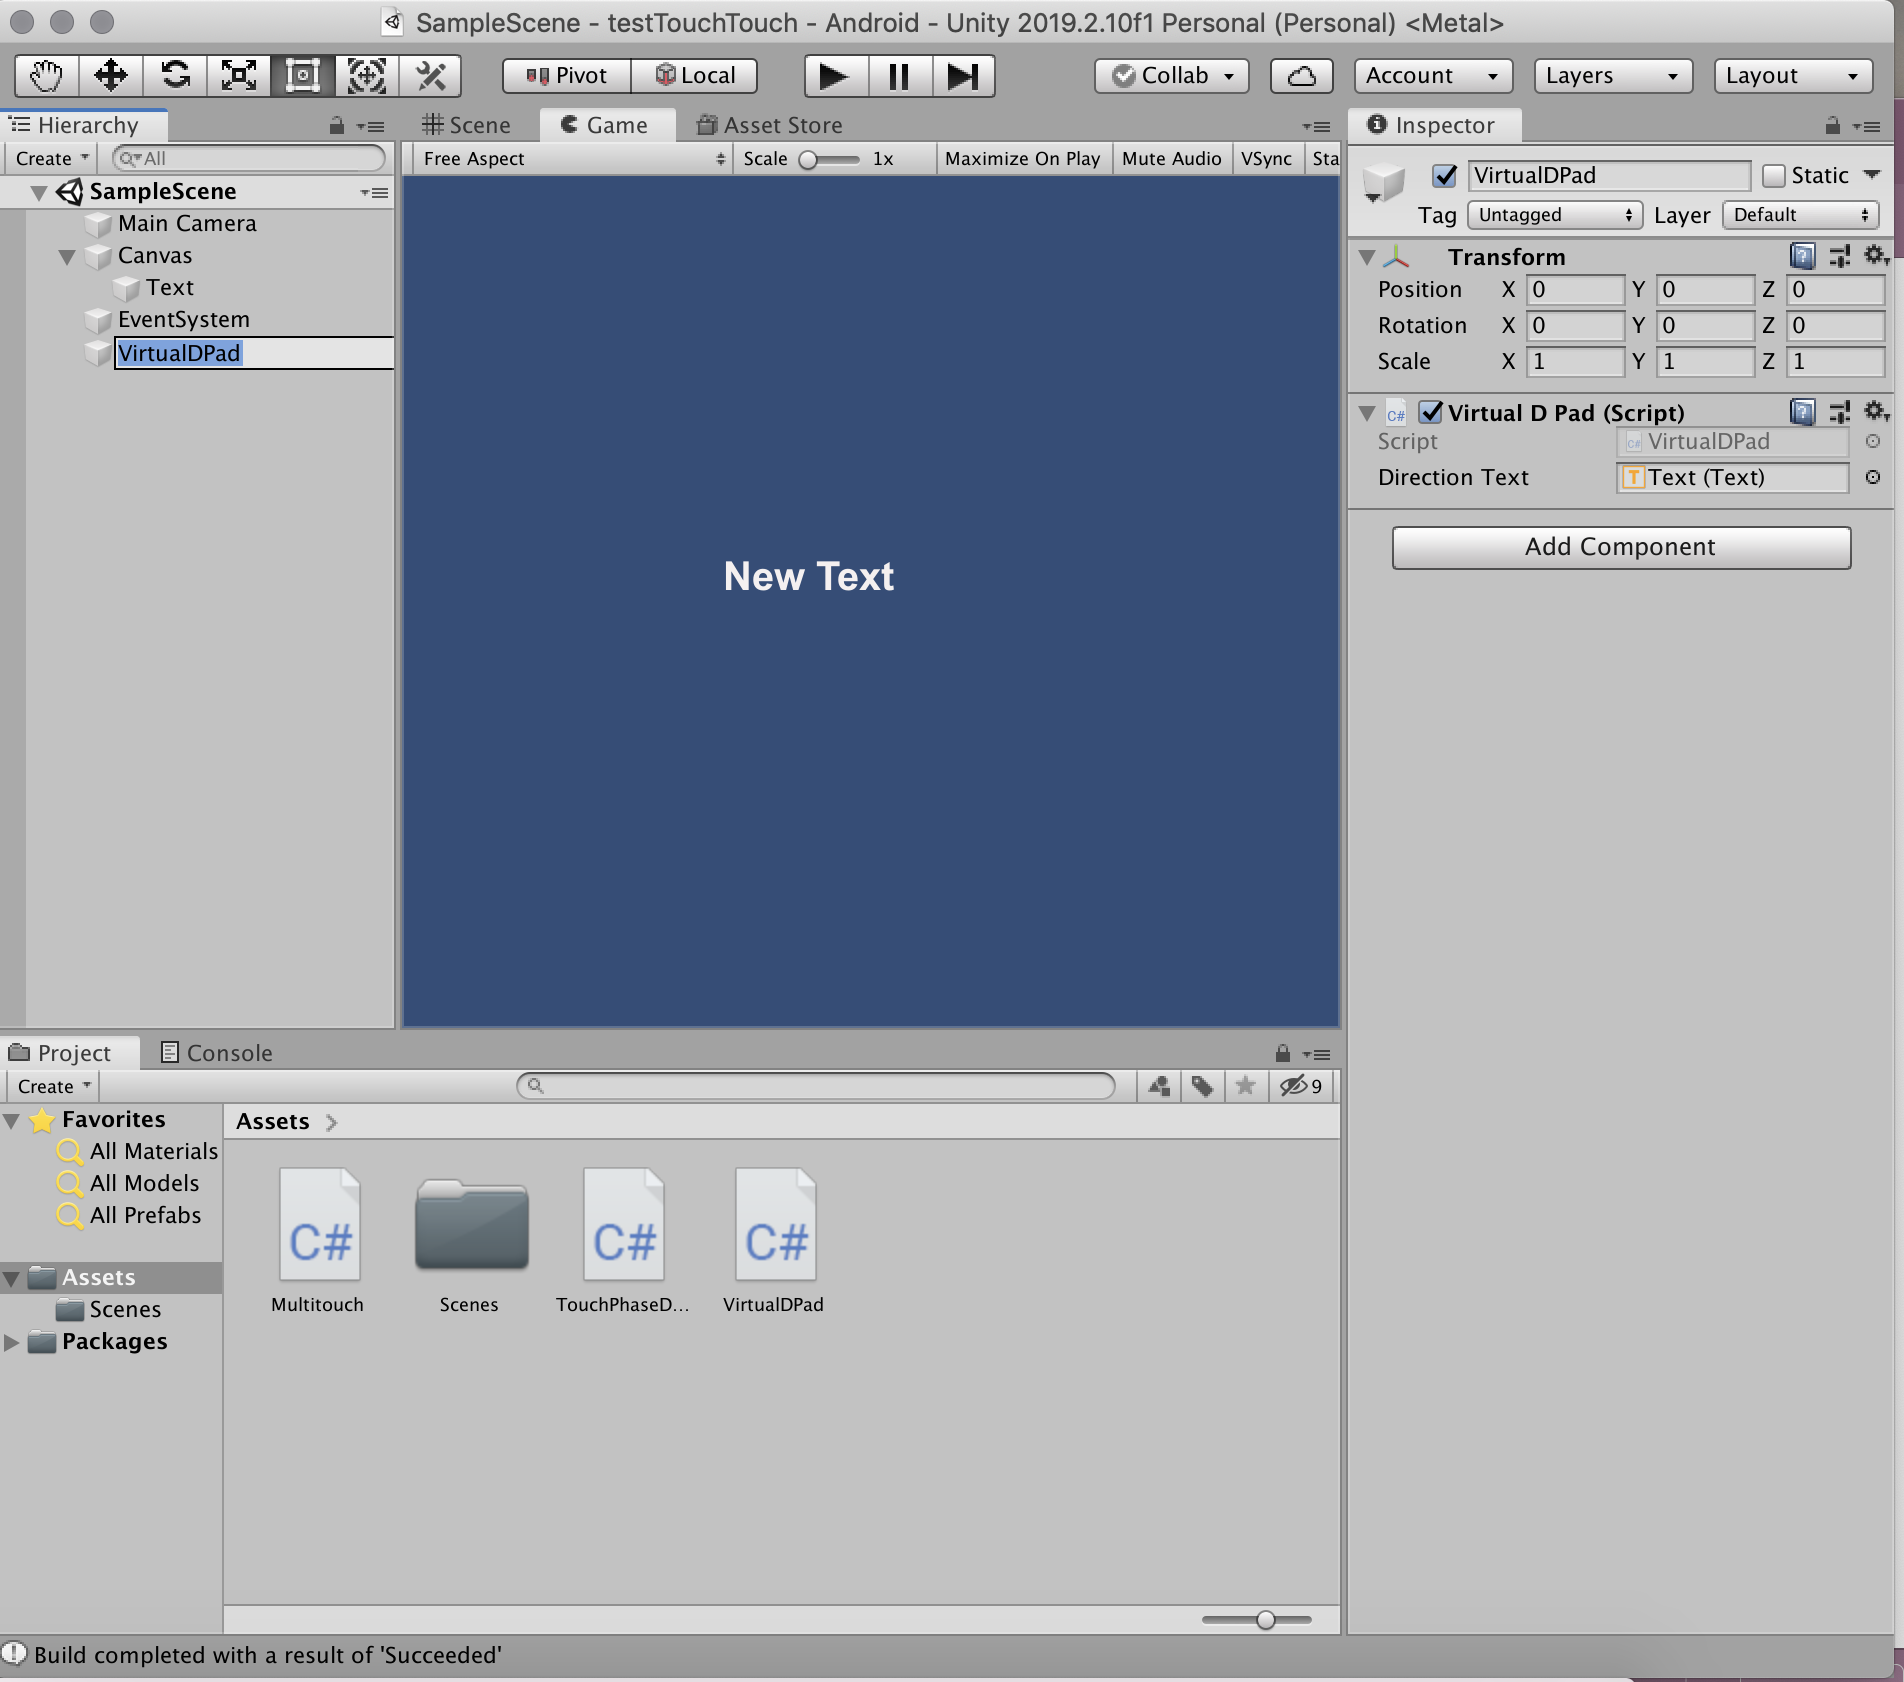 SampleScene - testTouchTouch - Android - Unity 2019.2.10f1 Personal (Personal) <Metal>
Pivot Local Collab Account Layers Layout
Hierarchy
Create All
SampleScene
Main Camera
Canvas
Text
EventSystem
VirtualDPad
Scene Game Asset Store
Free Aspect Scale 1x Maximize On Play Mute Audio VSync Sta
New Text
Inspector
VirtualDPad Static
Tag Untagged Layer Default
Transform
Position X 0 Y 0 Z 0
Rotation X 0 Y 0 Z 0
Scale X 1 Y 1 Z 1
C# Virtual D Pad (Script)
Script C# VirtualDPad
Direction Text T Text (Text)
Add Component
Project Console
Create 9
Favorites
All Materials
All Models
All Prefabs
Assets
Scenes
Packages
Assets
C# C# C#
Multitouch Scenes TouchPhaseD... VirtualDPad
Build completed with a result of 'Succeeded'